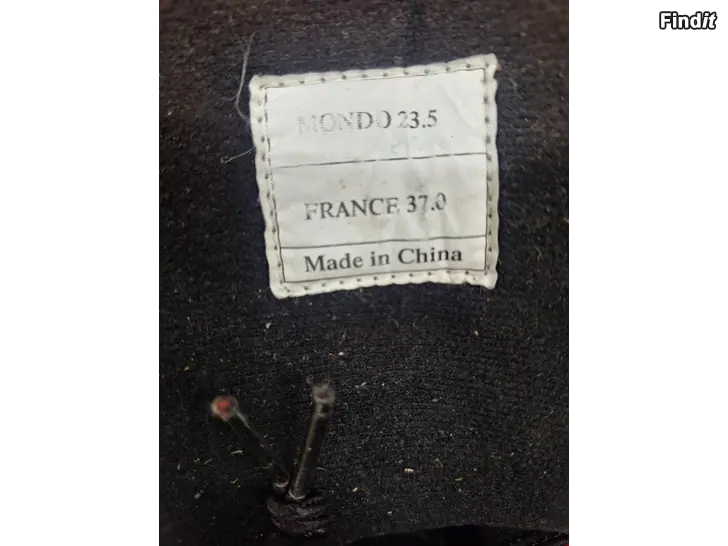 Findit
MONDO 23.5
FRANCE 37.0
Made in China